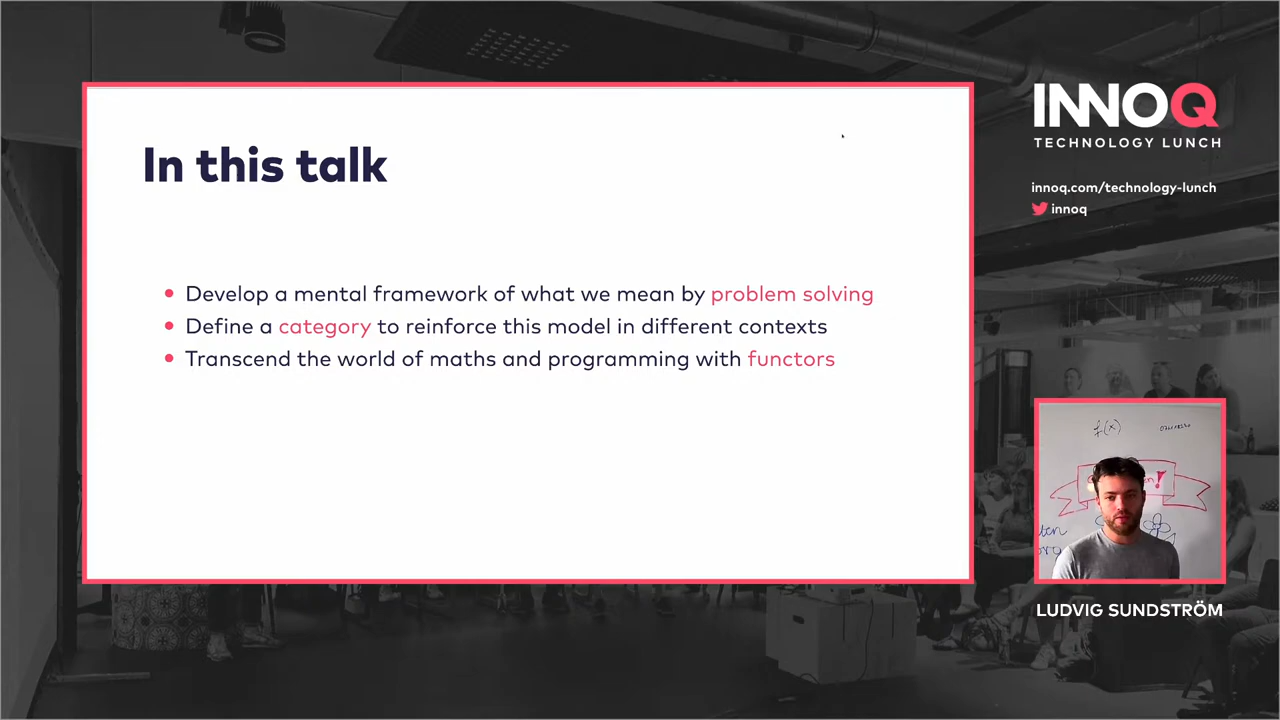 In this talk
Develop a mental framework of what we mean by problem solving
Define a category to reinforce this model in different contexts
Transcend the world of maths and programming with functors
INNOQ
TECHNOLOGY LUNCH
innoq.com/technology-lunch
innoq
f(x)
LUDVIG SUNDSTRÖM